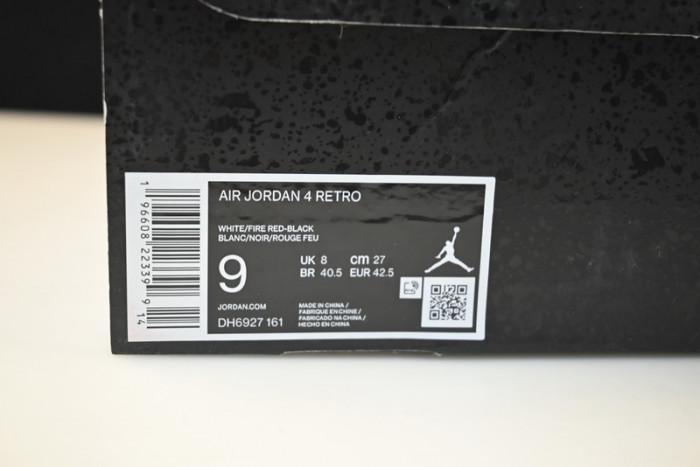 1 96608 22339 9 14
AIR JORDAN 4 RETRO
WHITE/FIRE RED-BLACK
BLANC/NOIR/ROUGE FEU
9
UK 8 cm 27
BR 40.5 EUR 42.5
JORDAN.COM
DH6927 161
MADE IN CHINA /
FABRIQUE EN CHINE /
FABRICADO NA CHINA /
HECHO EN CHINA